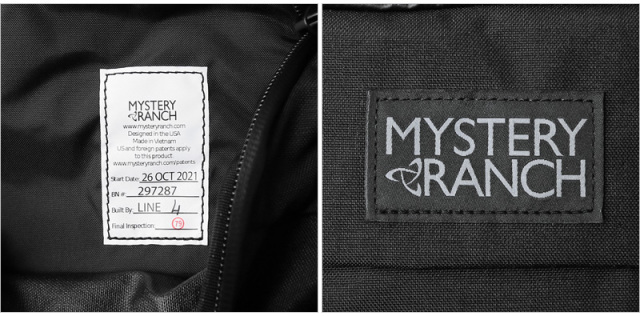 MYSTERY
RANCH
www.mysteryranch.com
Designed in the USA
Made in Vietnam
US and foreign patents apply
to this product.
www.mysteryranch.com/patents
Start Date: 26 OCT 2021
BN #: 297287
Built By: LINE 4
Final Inspection: 75
MYSTERY
RANCH